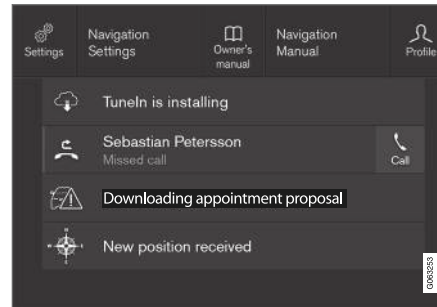 Settings
Navigation
Settings
Owner's
manual
Navigation
Manual
Profile
TuneIn is installing
Sebastian Petersson
Missed call
Call
Downloading appointment proposal
New position received
G063253